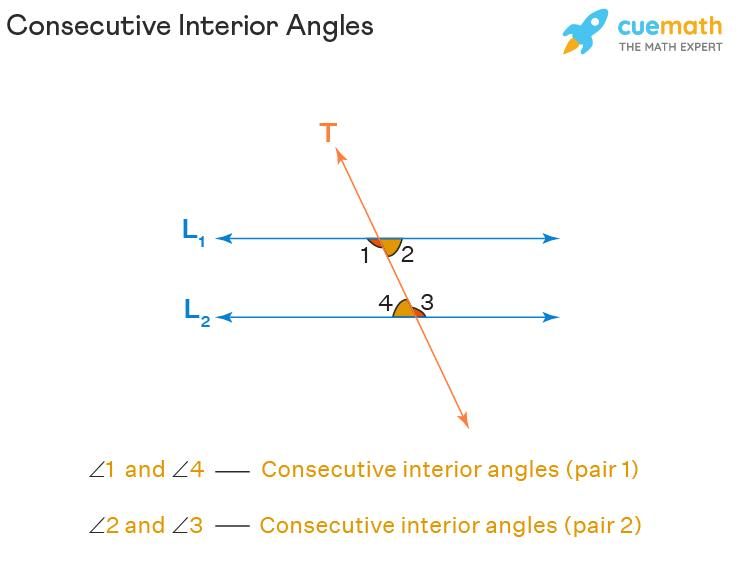 Consecutive Interior Angles
cuemath
THE MATH EXPERT
T
L₁
1 2
4 3
L₂
∠1 and ∠4 — Consecutive interior angles (pair 1)
∠2 and ∠3 — Consecutive interior angles (pair 2)